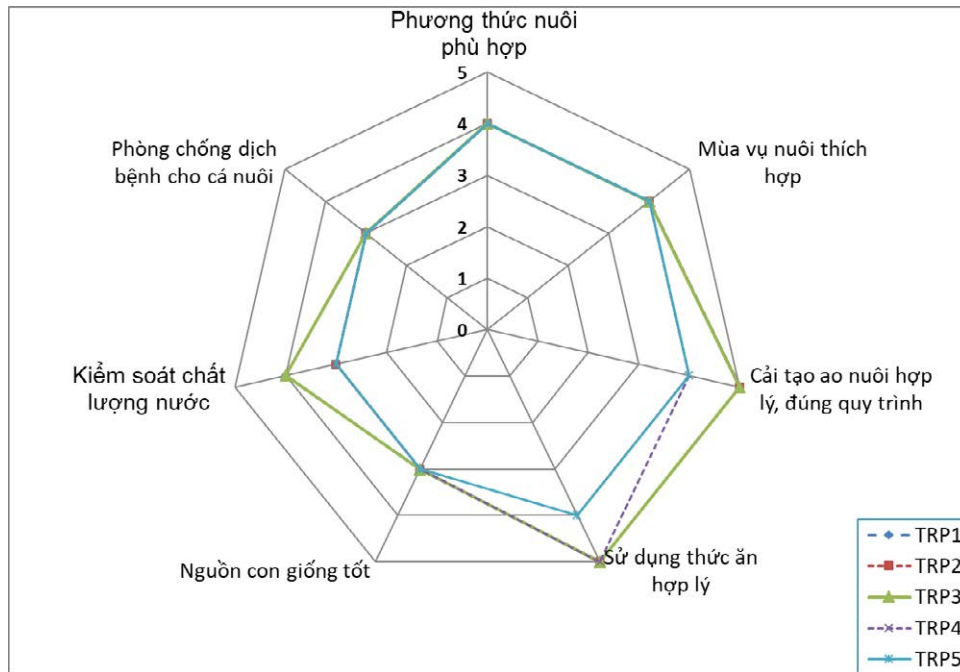 Phương thức nuôi
phù hợp
5
4
3
2
1
0
Mùa vụ nuôi thích
hợp
Cải tạo ao nuôi hợp
lý, đúng quy trình
Sử dụng thức ăn
hợp lý
Nguồn con giống tốt
Kiểm soát chất
lượng nước
Phòng chống dịch
bệnh cho cá nuôi
TRP1
TRP2
TRP3
TRP4
TRP5